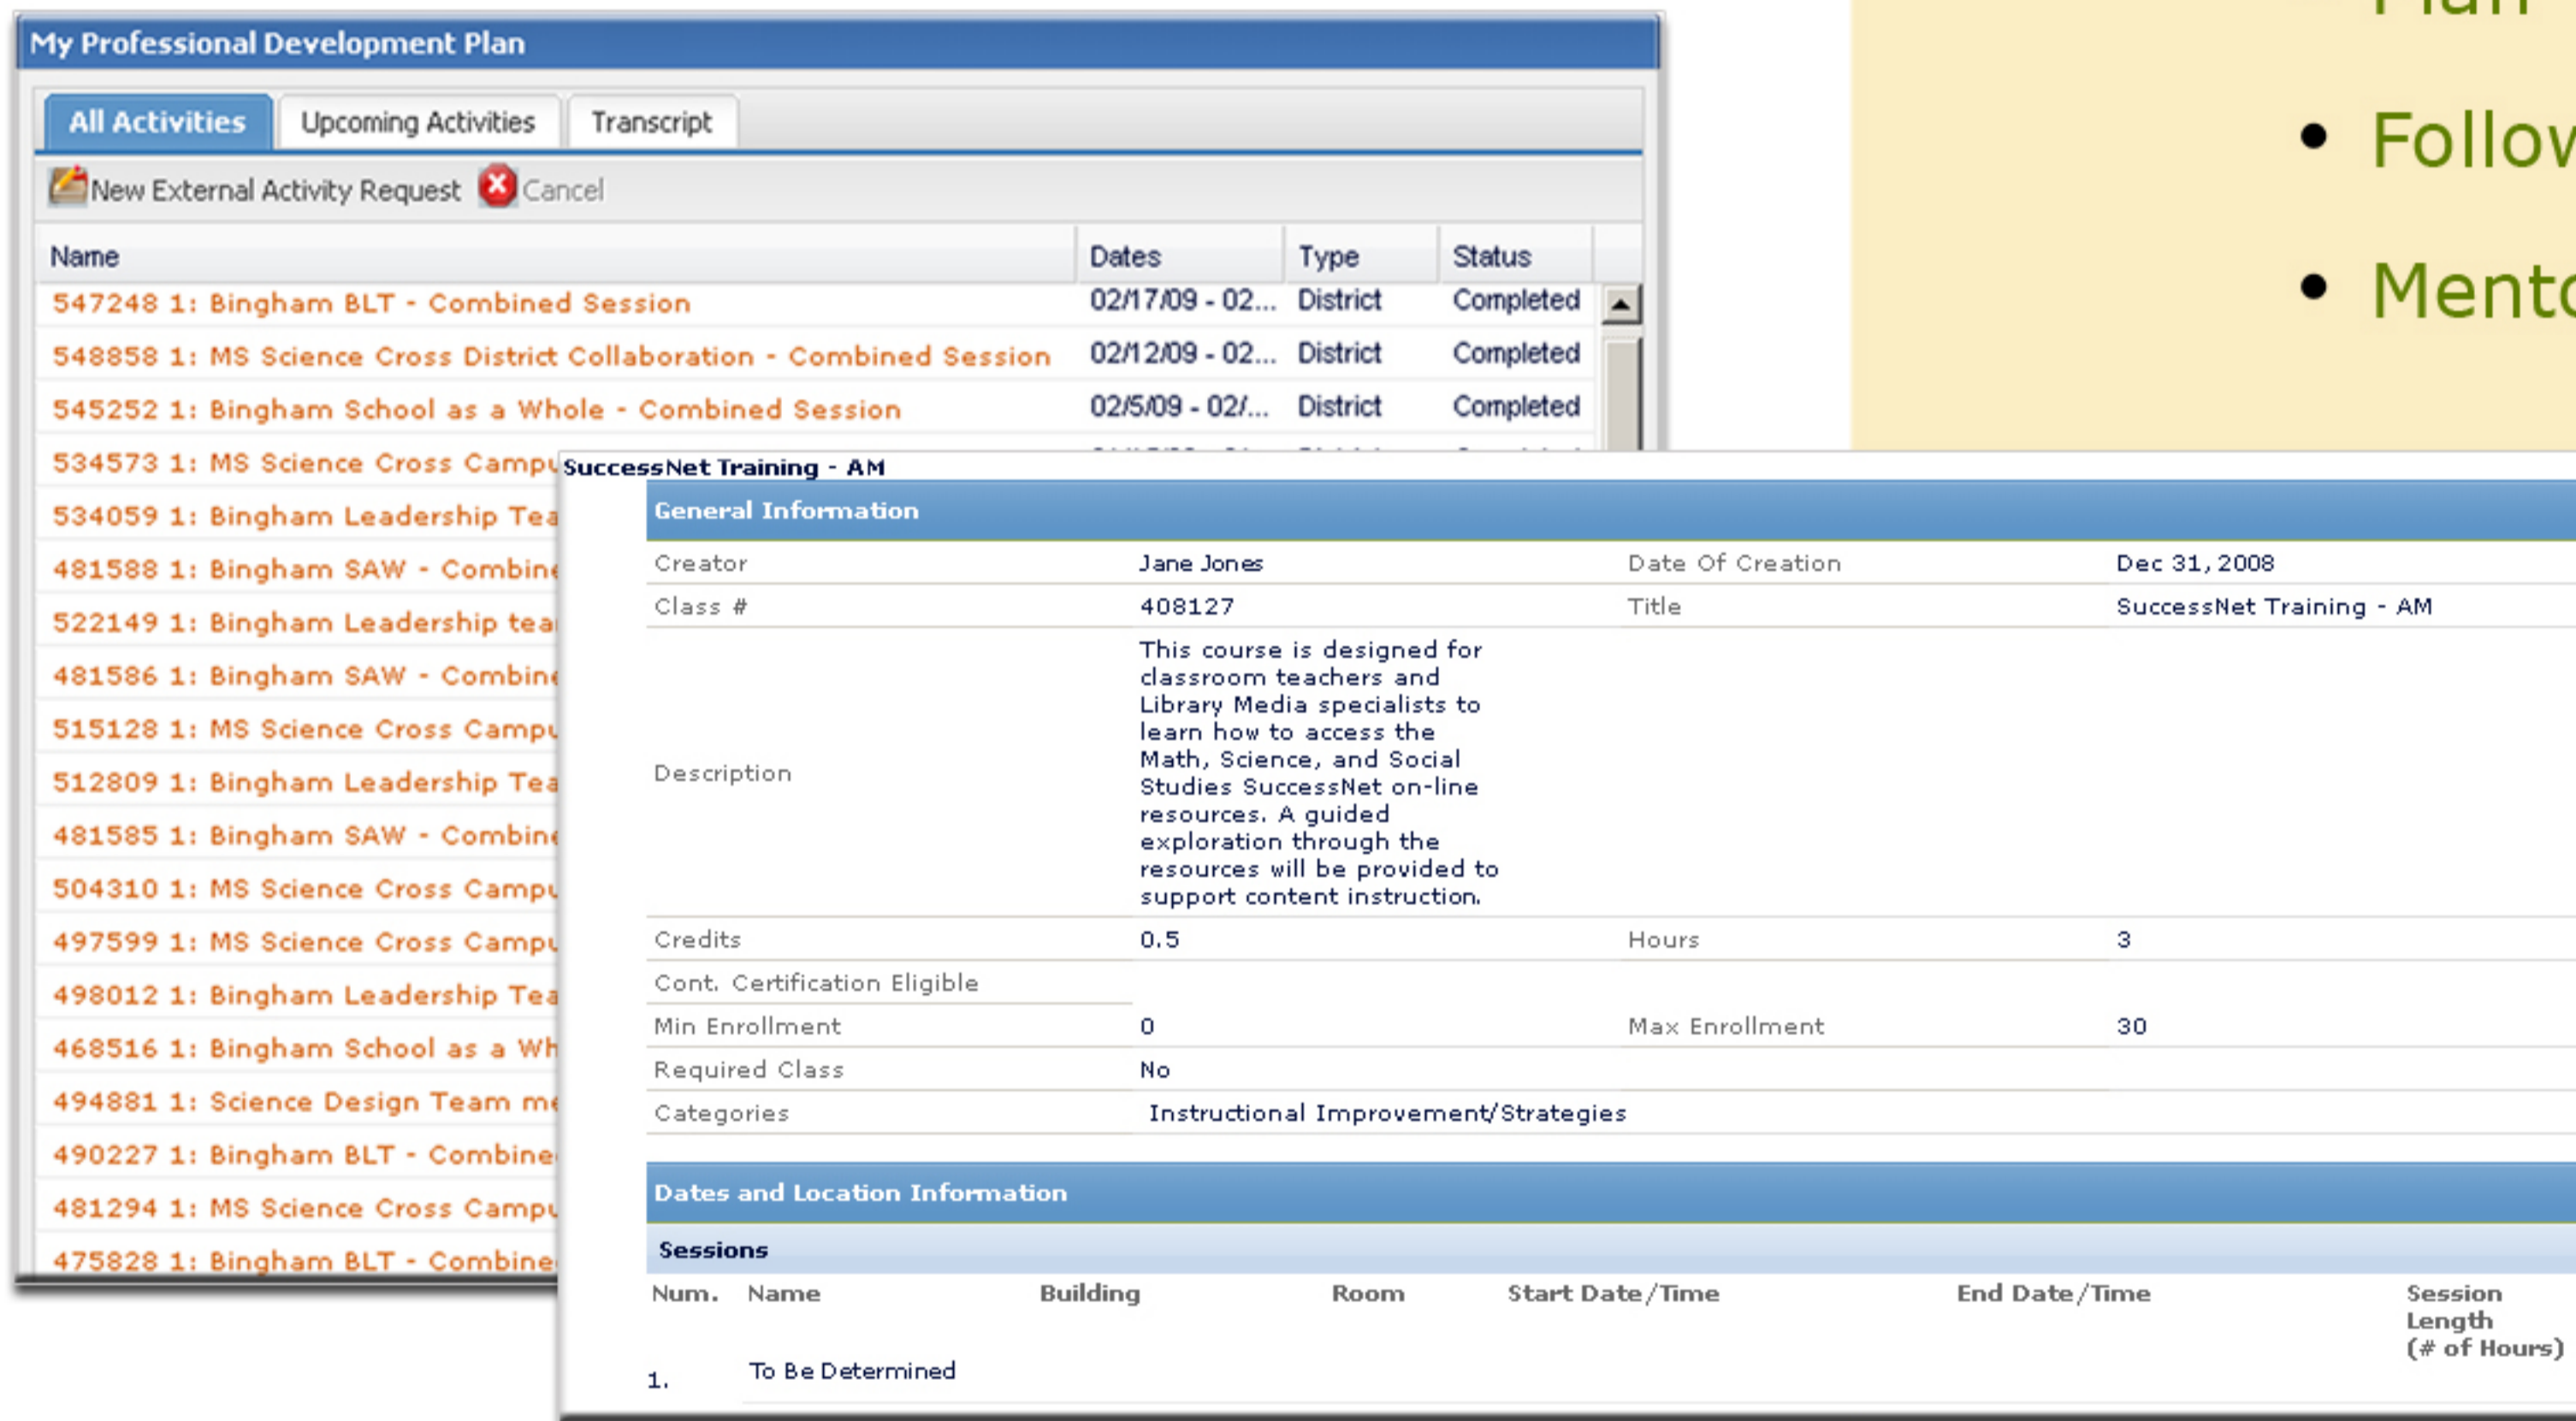 My Professional Development Plan
All Activities Upcoming Activities Transcript
New External Activity Request Cancel
Name Dates Type Status
547248 1: Bingham BLT - Combined Session 02/17/09 - 02... District Completed
548858 1: MS Science Cross District Collaboration - Combined Session 02/12/09 - 02... District Completed
545252 1: Bingham School as a Whole - Combined Session 02/5/09 - 02/... District Completed
534573 1: MS Science Cross Campu
534059 1: Bingham Leadership Tea
481588 1: Bingham SAW - Combine
522149 1: Bingham Leadership tea
481586 1: Bingham SAW - Combine
515128 1: MS Science Cross Campu
512809 1: Bingham Leadership Tea
481585 1: Bingham SAW - Combine
504310 1: MS Science Cross Campu
497599 1: MS Science Cross Campu
498012 1: Bingham Leadership Tea
468516 1: Bingham School as a Wh
494881 1: Science Design Team me
490227 1: Bingham BLT - Combine
481294 1: MS Science Cross Campu
475828 1: Bingham BLT - Combine
Plan
• Follow
• Mento
SuccessNet Training - AM
General Information
Creator Jane Jones Date Of Creation Dec 31, 2008
Class # 408127 Title SuccessNet Training - AM
Description
This course is designed for
classroom teachers and
Library Media specialists to
learn how to access the
Math, Science, and Social
Studies SuccessNet on-line
resources. A guided
exploration through the
resources will be provided to
support content instruction.
Credits 0.5 Hours 3
Cont. Certification Eligible
Min Enrollment 0 Max Enrollment 30
Required Class No
Categories Instructional Improvement/Strategies
Dates and Location Information
Sessions
Num. Name Building Room Start Date/Time End Date/Time Session
Length
(# of Hours)
1. To Be Determined